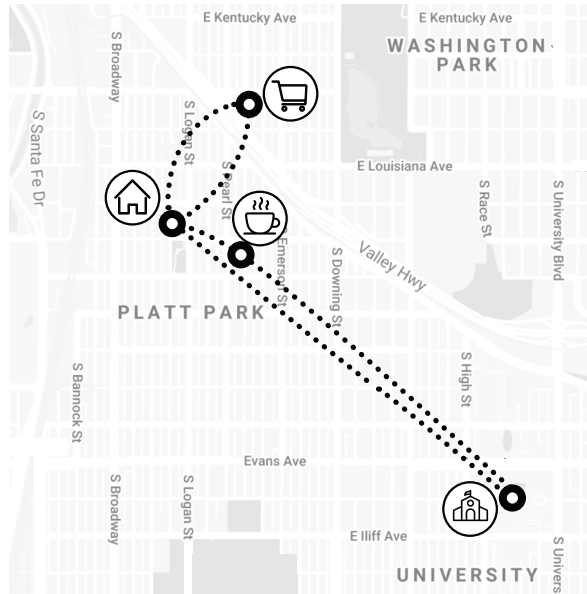 E Kentucky Ave
E Kentucky Ave
S Broadway
WASHINGTON
PARK
S Logan St
S Santa Fe Dr
E Louisiana Ave
S Pearl St
S Race St
S University Blvd
S Emerson St
S Downing St
Valley Hwy
PLATT PARK
S High St
S Bannock St
Evans Ave
S Broadway
S Logan St
E Iliff Ave
S Univers
UNIVERSITY